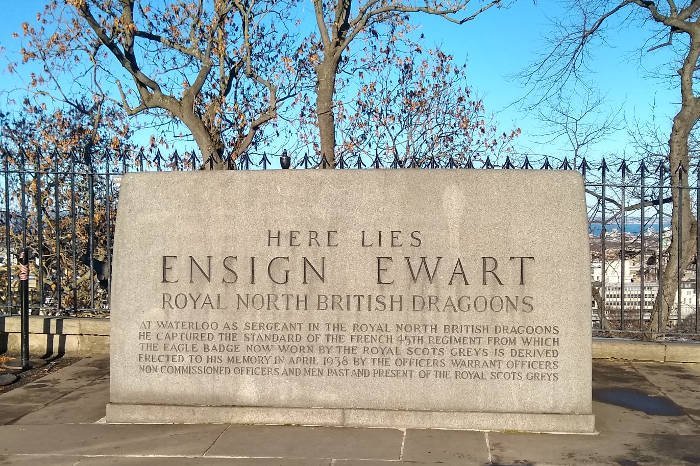 HERE LIES
ENSIGN EWART
ROYAL NORTH BRITISH DRAGOONS
AT WATERLOO AS SERGEANT IN THE ROYAL NORTH BRITISH DRAGOONS
HE CAPTURED THE STANDARD OF THE FRENCH 45TH REGIMENT FROM WHICH
THE EAGLE BADGE NOW WORN BY THE ROYAL SCOTS GREYS IS DERIVED
ERECTED TO HIS MEMORY IN APRIL 1938 BY THE OFFICERS WARRANT OFFICERS
NON COMMISSIONED OFFICERS AND MEN PAST AND PRESENT OF THE ROYAL SCOTS GREYS